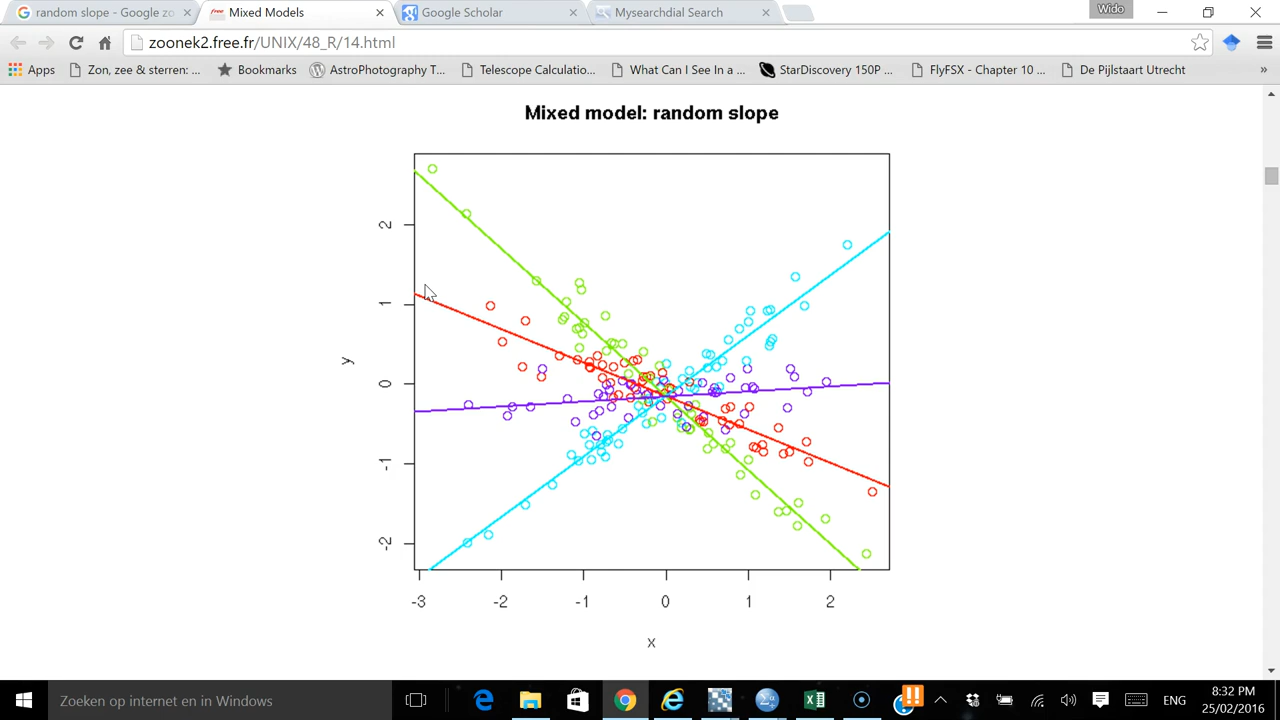 random slope - Google zo
Mixed Models
Google Scholar
Mysearchdial Search
Wido
zoonek2.free.fr/UNIX/48_R/14.html
Apps
Zon, zee & sterren: ...
Bookmarks
AstroPhotography T...
Telescope Calculatio...
What Can I See In a ...
StarDiscovery 150P ...
FlyFSX - Chapter 10 ...
De Pijlstaart Utrecht
»
Mixed model: random slope
2
1
0
-1
-2
y
-3 -2 -1 0 1 2
x
Zoeken op internet en in Windows
ENG
8:32 PM
25/02/2016